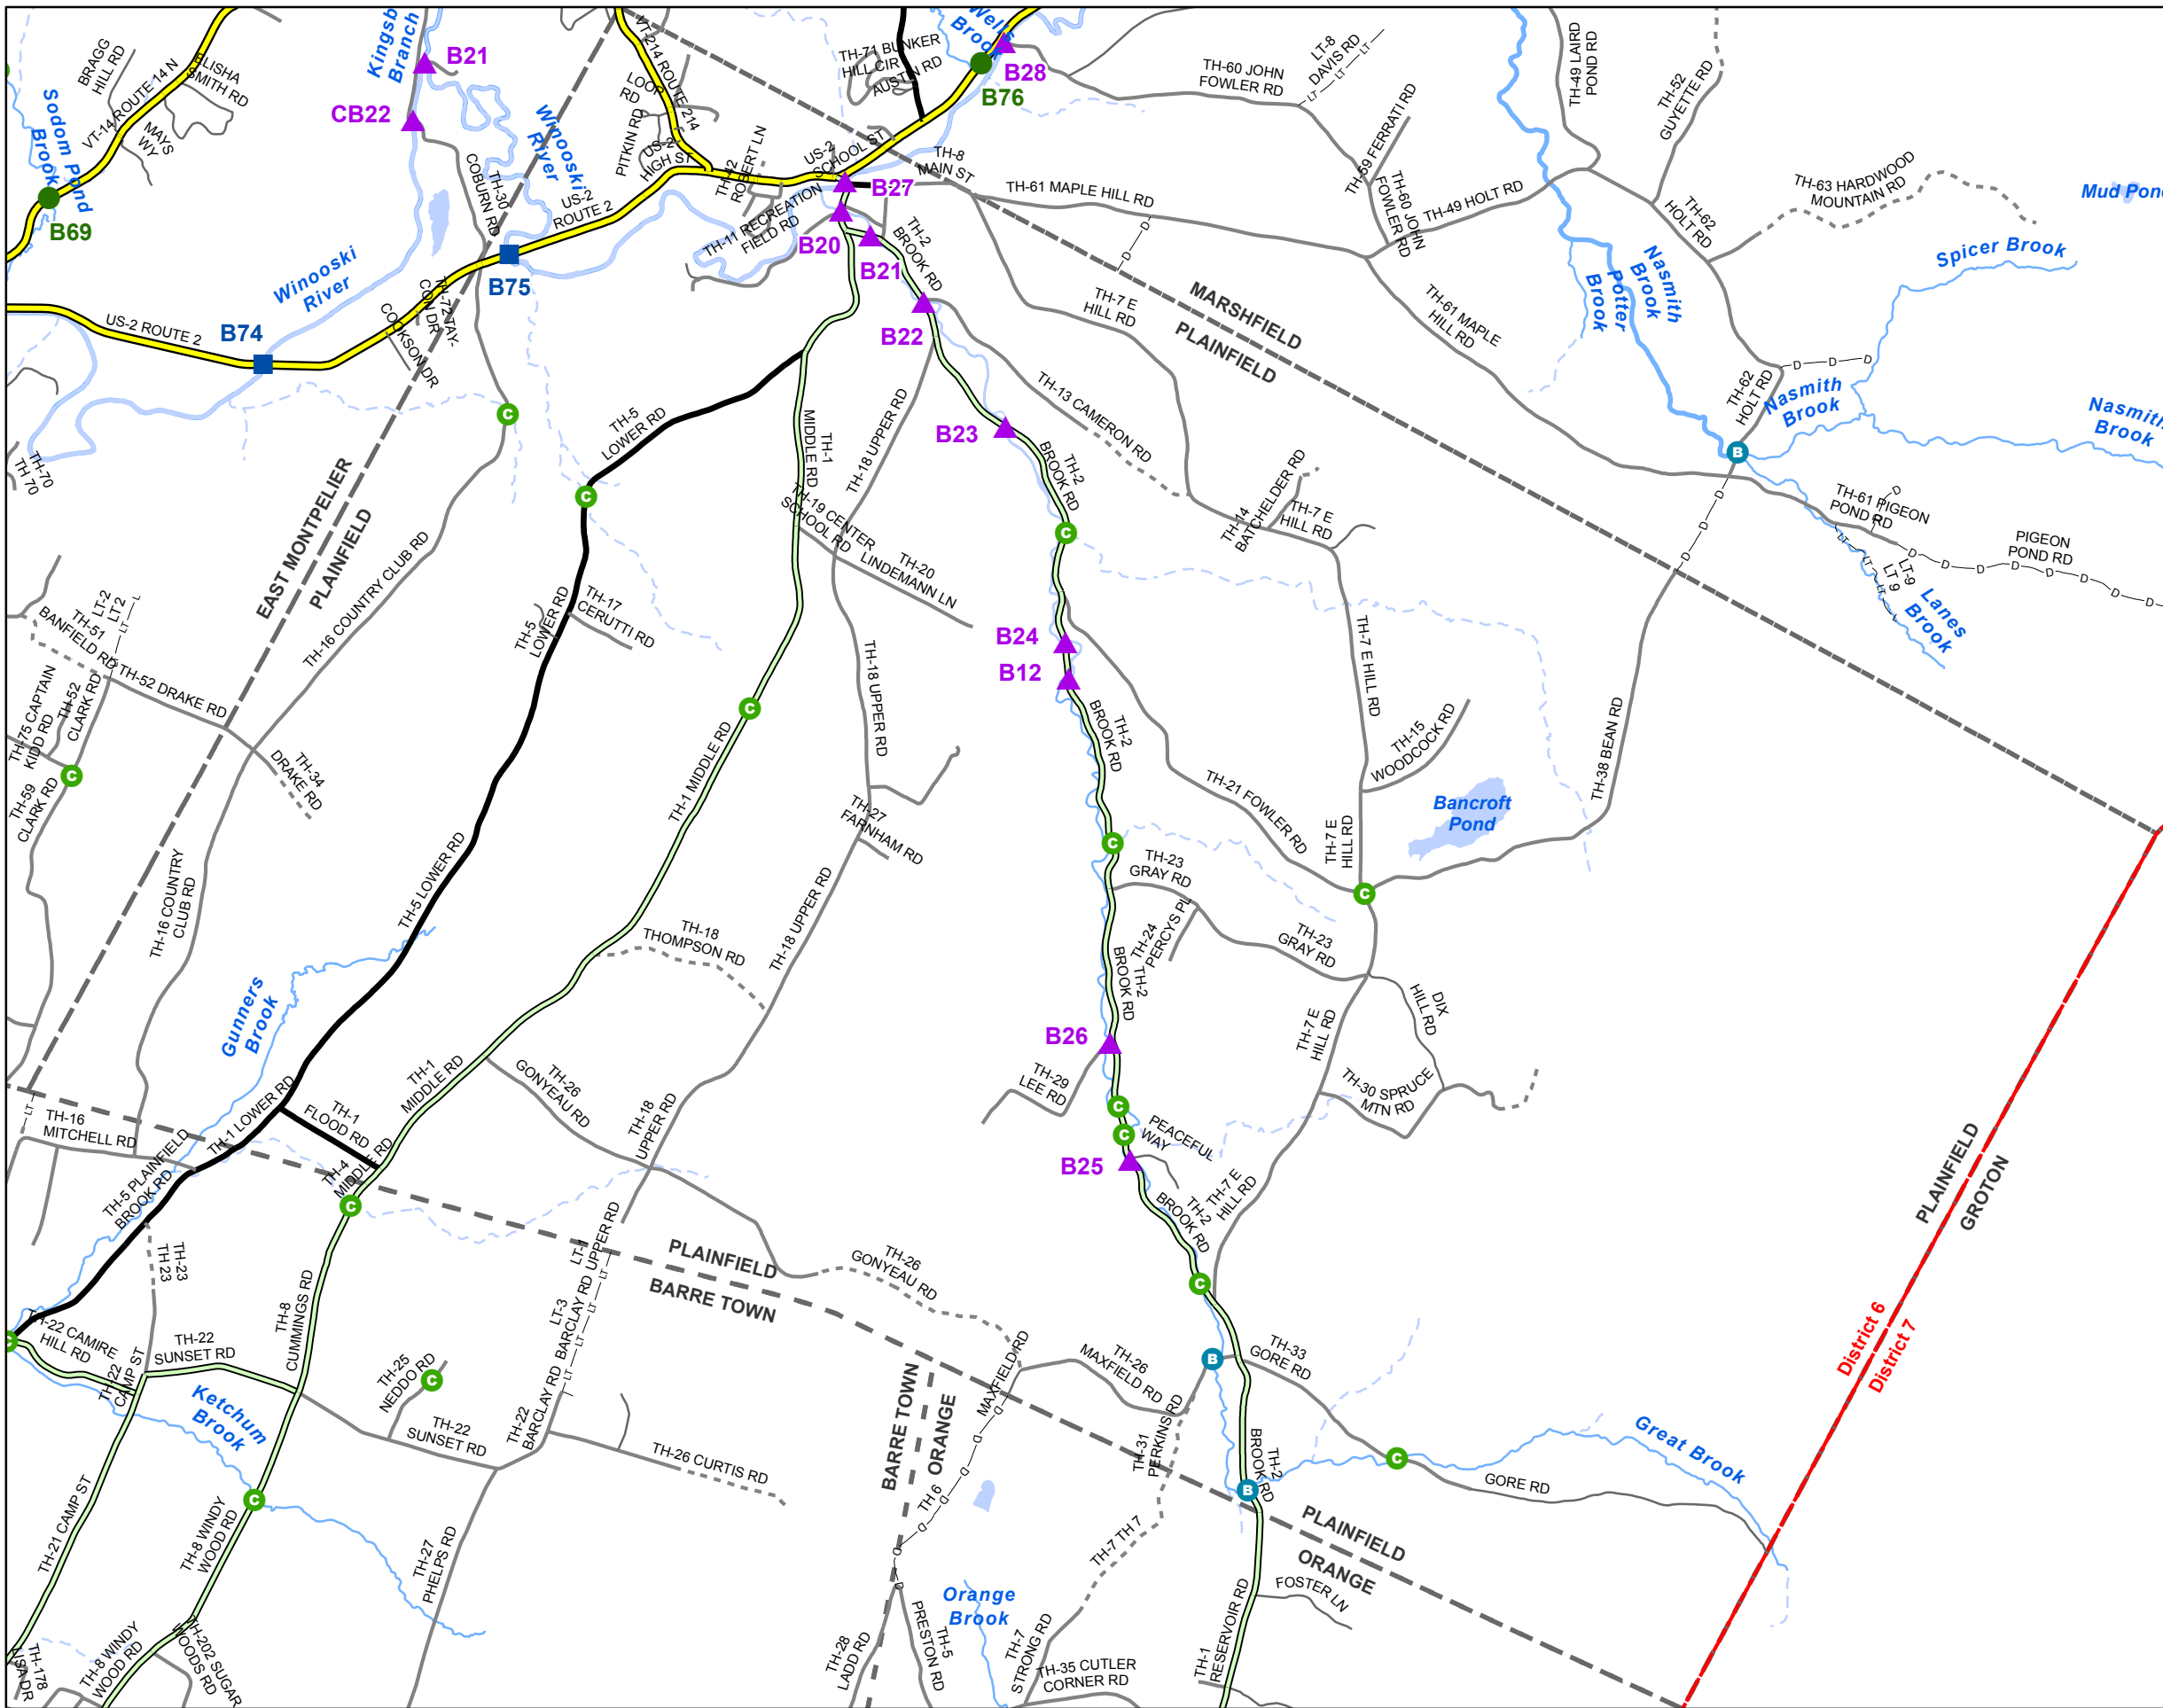 Kingsb
Branch
B21
CB22
BRAGG
HILL RD
VT-14 ROUTE 14 N
ELISHA
SMITH RD
MAYS
WY
Sodom Pond
Brook
B69
Winooski
River
TH-30
COBURN RD
PITKIN RD
LOOP
RD
VT-214 ROUTE 214
US-2
HIGH ST
US-2
ROUTE 2
TH-42
ROBERT LN
US-2
SCHOOL ST
TH-71 BUNKER
HILL CIR
AUSTIN RD
Wells
Brook
B28
B76
TH-8
MAIN ST
B27
B20
B21
B22
TH-11 RECREATION
FIELD RD
TH-2
BROOK RD
TH-60 JOHN
FOWLER RD
LT-8
DAVIS RD
TH-59 FERRATI RD
TH-60 JOHN
FOWLER RD
TH-61 MAPLE HILL RD
TH-49 HOLT RD
TH-49 LAIRD
POND RD
TH-52
GUYETTE RD
TH-63 HARDWOOD
MOUNTAIN RD
TH-62
HOLT RD
Mud Pond
Spicer Brook
Nasmith
Brook
Potter
Brook
Winooski
River
US-2 ROUTE 2
B74
B75
TH-72 TAY-
CON DR
COCKSON DR
TH-7 E
HILL RD
MARSHFIELD
PLAINFIELD
TH-61 MAPLE
HILL RD
TH-62
HOLT RD
Nasmith
Brook
Nasmith
Brook
TH-5
LOWER RD
TH-1
MIDDLE RD
TH-18 UPPER RD
B23
TH-13 CAMERON RD
TH-2
BROOK RD
TH-70
TH 70
EAST MONTPELIER
PLAINFIELD
TH-19 CENTER
SCHOOL RD
TH-20
LINDEMANN LN
TH-14
BATCHELDER RD
TH-7 E
HILL RD
TH-61 PIGEON
POND RD
PIGEON
POND RD
LT-9
LT 9
Lanes
Brook
TH-16 COUNTRY CLUB RD
TH-5
LOWER RD
TH-17
CERUTTI RD
LT-2
LT 2
TH-51
BANFIELD RD
TH-52 DRAKE RD
TH-52
CLARK RD
TH-75 CAPTAIN
KIDD RD
TH-59
CLARK RD
TH-34
DRAKE RD
TH-18 UPPER RD
B24
B12
TH-2
BROOK RD
TH-7 E HILL RD
TH-15
WOODCOCK RD
TH-38 BEAN RD
Bancroft
Pond
TH-1 MIDDLE RD
TH-21 FOWLER RD
TH-27
FARNHAM RD
TH-7 E
HILL RD
TH-5 LOWER RD
TH-16 COUNTRY
CLUB RD
TH-18
THOMPSON RD
TH-18 UPPER RD
TH-23
GRAY RD
TH-24
PERCYS PL
TH-23
GRAY RD
TH-2
BROOK RD
DIX
HILL RD
Gunners
Brook
B26
TH-7 E
HILL RD
TH-29
LEE RD
TH-30 SPRUCE
MTN RD
TH-1
MIDDLE RD
TH-26
GONYEAU RD
TH-18
UPPER RD
TH-16
MITCHELL RD
TH-1 LOWER RD
TH-1
FLOOD RD
TH-4
MIDDLE RD
PEACEFUL
WAY
B25
TH-2
BROOK RD
TH-7 E
HILL RD
TH-5 PLAINFIELD
BROOK RD
TH-23
TH 23
PLAINFIELD
GROTON
PLAINFIELD
BARRE TOWN
TH-26
GONYEAU RD
LT-1
UPPER RD
LT-3
BARCLAY RD
TH-8
CUMMINGS RD
TH-22 CAMIRE
HILL RD
TH-22
SUNSET RD
TH-22
CAMP ST
TH-25
NEDDO RD
TH-22
BARCLAY RD
TH-22
SUNSET RD
TH-26 CURTIS RD
Ketchum
Brook
BARRE TOWN
ORANGE
MAXFIELD RD
TH-26
MAXFIELD RD
TH-33
GORE RD
TH-31
PERKINS RD
TH-2
BROOK RD
District 6
District 7
Great Brook
GORE RD
TH 6
TH-7 TH 7
TH-21 CAMP ST
TH-8 WINDY
WOOD RD
TH-27
PHELPS RD
PLAINFIELD
ORANGE
FOSTER LN
Orange
Brook
TH-1
RESERVOIR RD
TH-5
PRESTON RD
TH-28
LADD RD
TH-7
STRONG RD
TH-35 CUTLER
CORNER RD
TH-178
TH-8 WINDY
WOOD RD
TH-202 SUGAR
WOODS RD